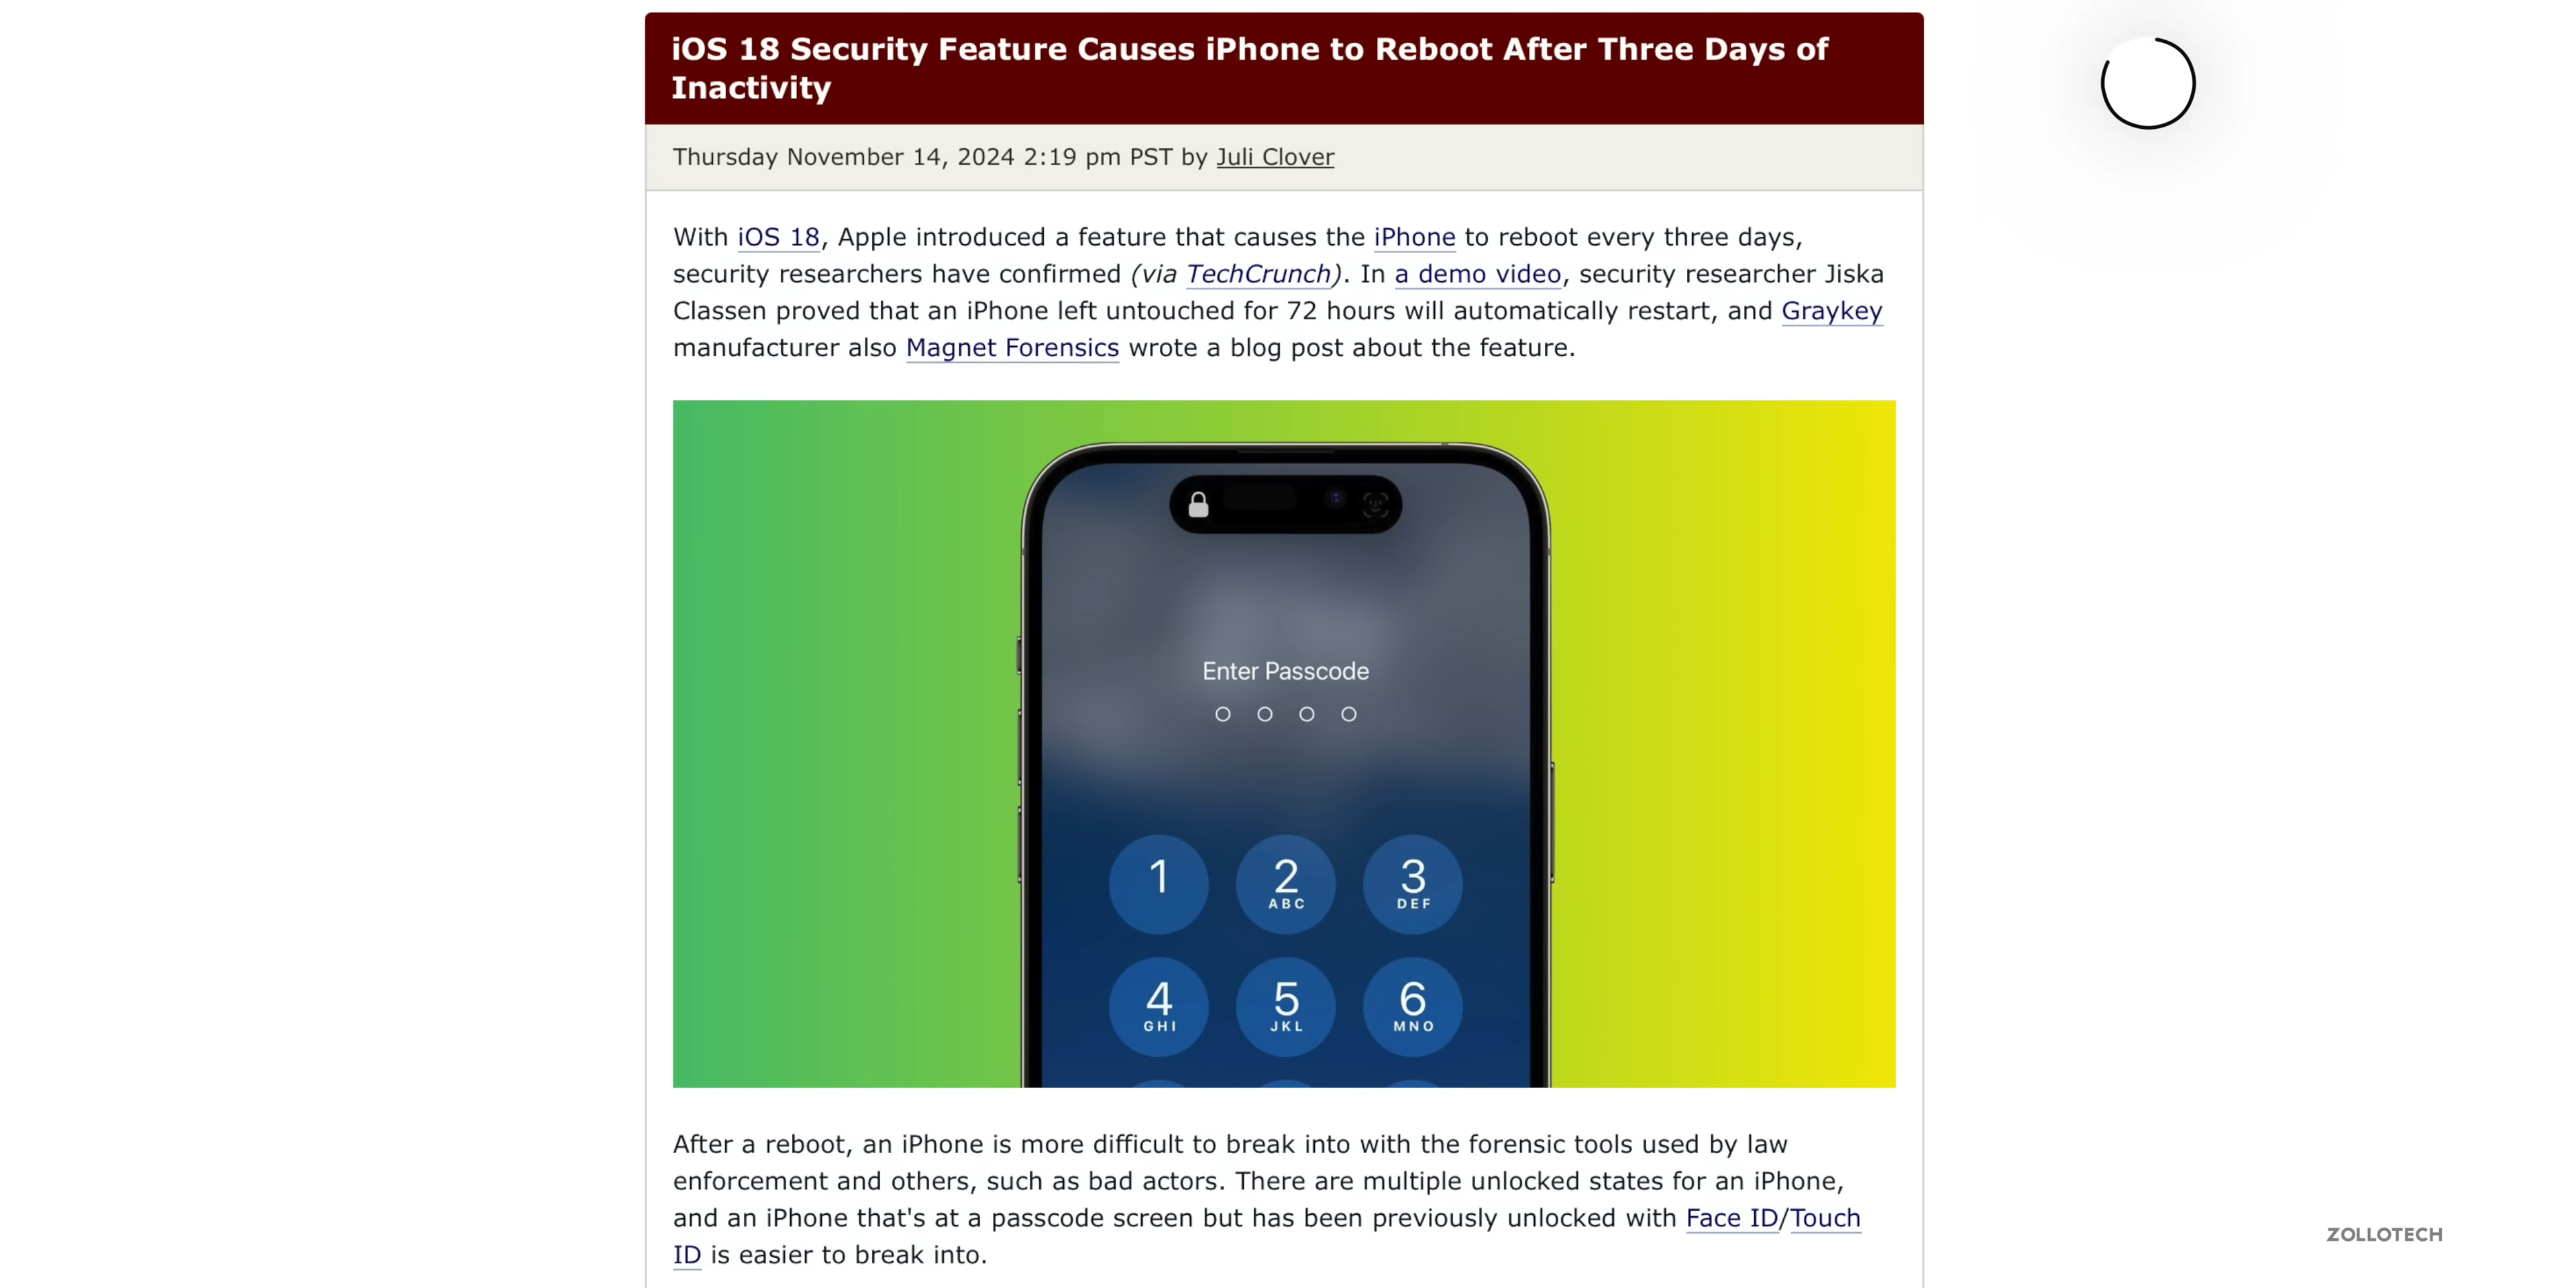 iOS 18 Security Feature Causes iPhone to Reboot After Three Days of
Inactivity
Thursday November 14, 2024 2:19 pm PST by Juli Clover
With iOS 18, Apple introduced a feature that causes the iPhone to reboot every three days,
security researchers have confirmed (via TechCrunch). In a demo video, security researcher Jiska
Classen proved that an iPhone left untouched for 72 hours will automatically restart, and Graykey
manufacturer also Magnet Forensics wrote a blog post about the feature.
Enter Passcode
1 2 3
ABC DEF
4 5 6
GHI JKL MNO
After a reboot, an iPhone is more difficult to break into with the forensic tools used by law
enforcement and others, such as bad actors. There are multiple unlocked states for an iPhone,
and an iPhone that's at a passcode screen but has been previously unlocked with Face ID/Touch
ID is easier to break into.
ZOLLOTECH